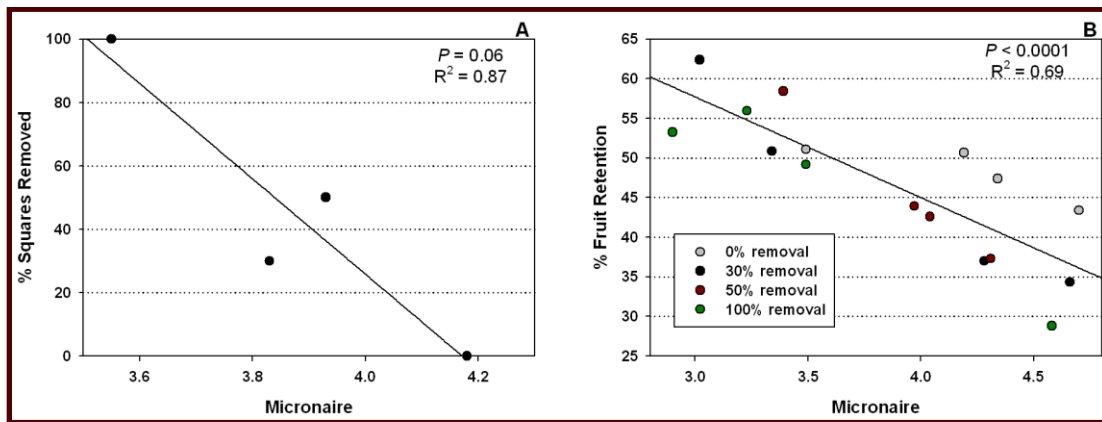 A
P = 0.06
R² = 0.87
100
80
60
40
20
0
% Squares Removed
3.6 3.8 4.0 4.2
Micronaire
B
P < 0.0001
R² = 0.69
65
60
55
50
45
40
35
30
25
% Fruit Retention
0% removal
30% removal
50% removal
100% removal
3.0 3.5 4.0 4.5
Micronaire